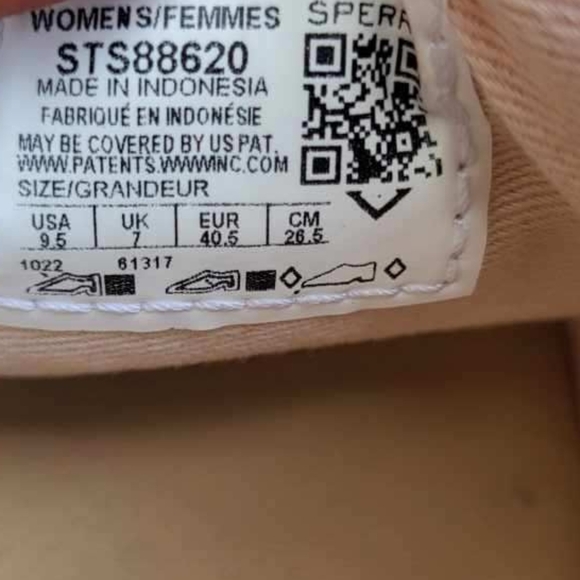 WOMENS/FEMMES SPERR
STS88620
MADE IN INDONESIA
FABRIQUÉ EN INDONÉSIE
MAY BE COVERED BY US PAT.
WWW.PATENTS.WWWINC.COM
SIZE/GRANDEUR
USA UK EUR CM
9.5 7 40.5 26.5
1022 61317